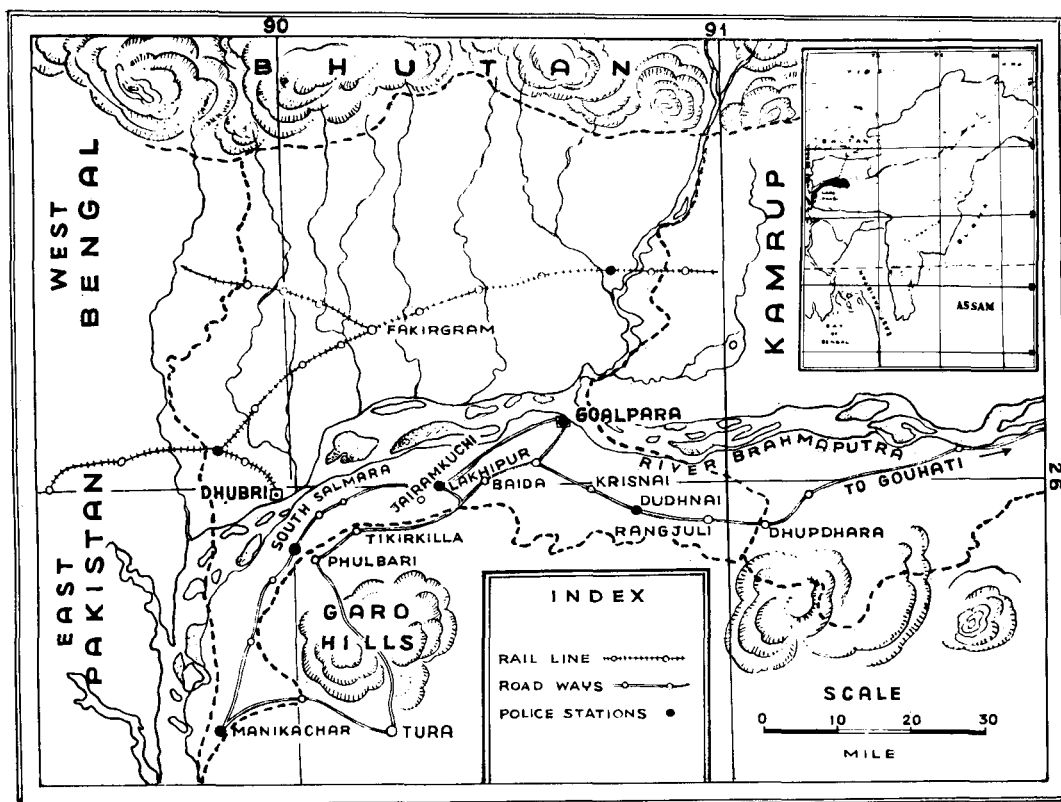 90
91
BHUTAN
WEST
BENGAL
KAMRUP
ASSAM
FAKIRGRAM
GOALPARA
RIVER BRAHMAPUTRA
TO GOUHATI
26
DHUBRI
SOUTH SALMARA
JAIRAMKUCHI
LAKHIPUR
BAIDA
KRISNAI
DUDHNAI
RANGJULI
DHUPDHARA
TIKIRKILLA
PHULBARI
EAST
PAKISTAN
GARO
HILLS
MANIKACHAR
TURA
INDEX
RAIL LINE
ROAD WAYS
POLICE STATIONS
SCALE
0 10 20 30
MILE